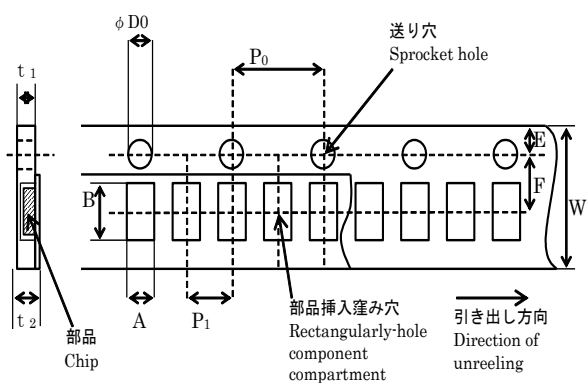 φD0
送り穴
Sprocket hole
t1
P0
E
F
B
W
t2
A
P1
部品
Chip
部品挿入窪み穴
Rectangularly-hole
component
compartment
引き出し方向
Direction of
unreeling